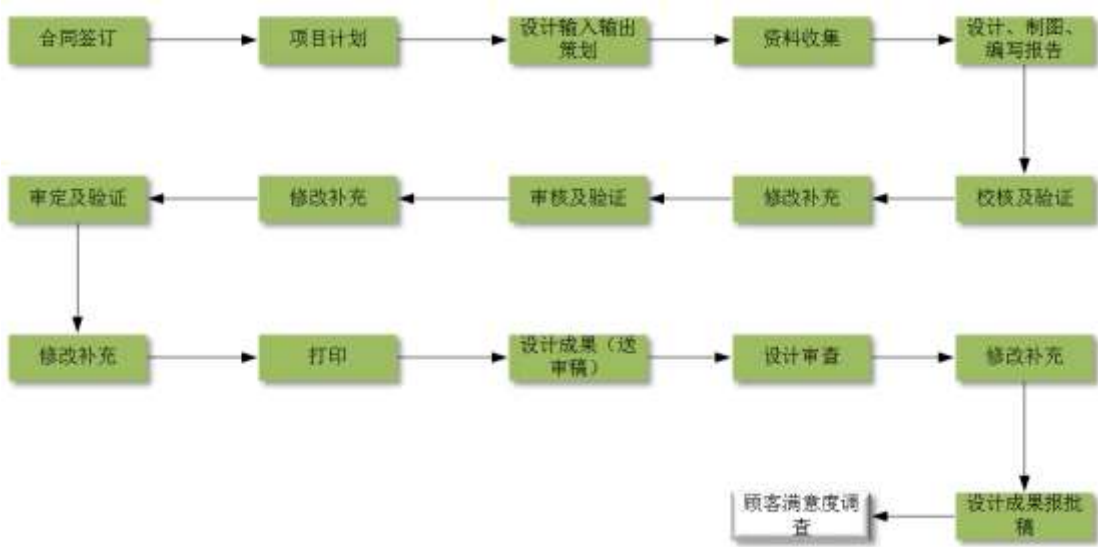 合同签订
项目计划
设计输入输出
策划
资料收集
设计、制图、
编写报告
校核及验证
修改补充
审核及验证
修改补充
审定及验证
修改补充
打印
设计成果（送
审稿）
设计审查
修改补充
设计成果报批
稿
顾客满意度调
查